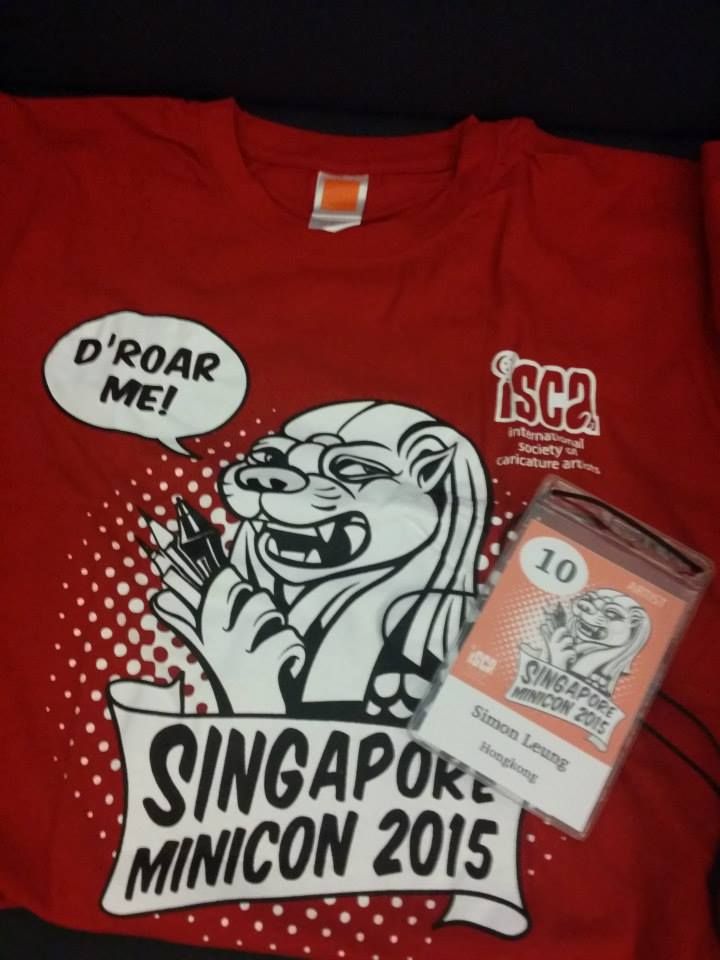 D'ROAR
ME!
isca
international
society of
caricature artists
SINGAPORE
MINICON 2015
10
ARTIST
isca
SINGAPORE
MINICON 2015
Simon Leung
Hongkong